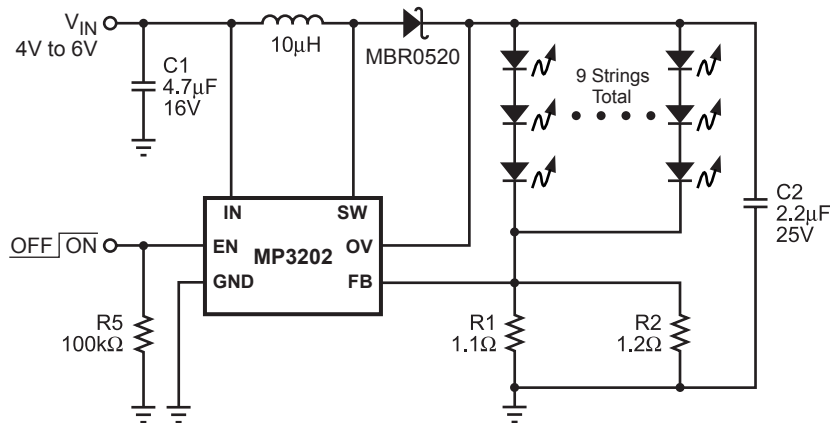 VIN
4V to 6V
C1
4.7μF
16V
10μH
MBR0520
9 Strings
Total
C2
2.2μF
25V
IN
SW
OFF ON
EN
OV
MP3202
GND
FB
R5
100kΩ
R1
1.1Ω
R2
1.2Ω